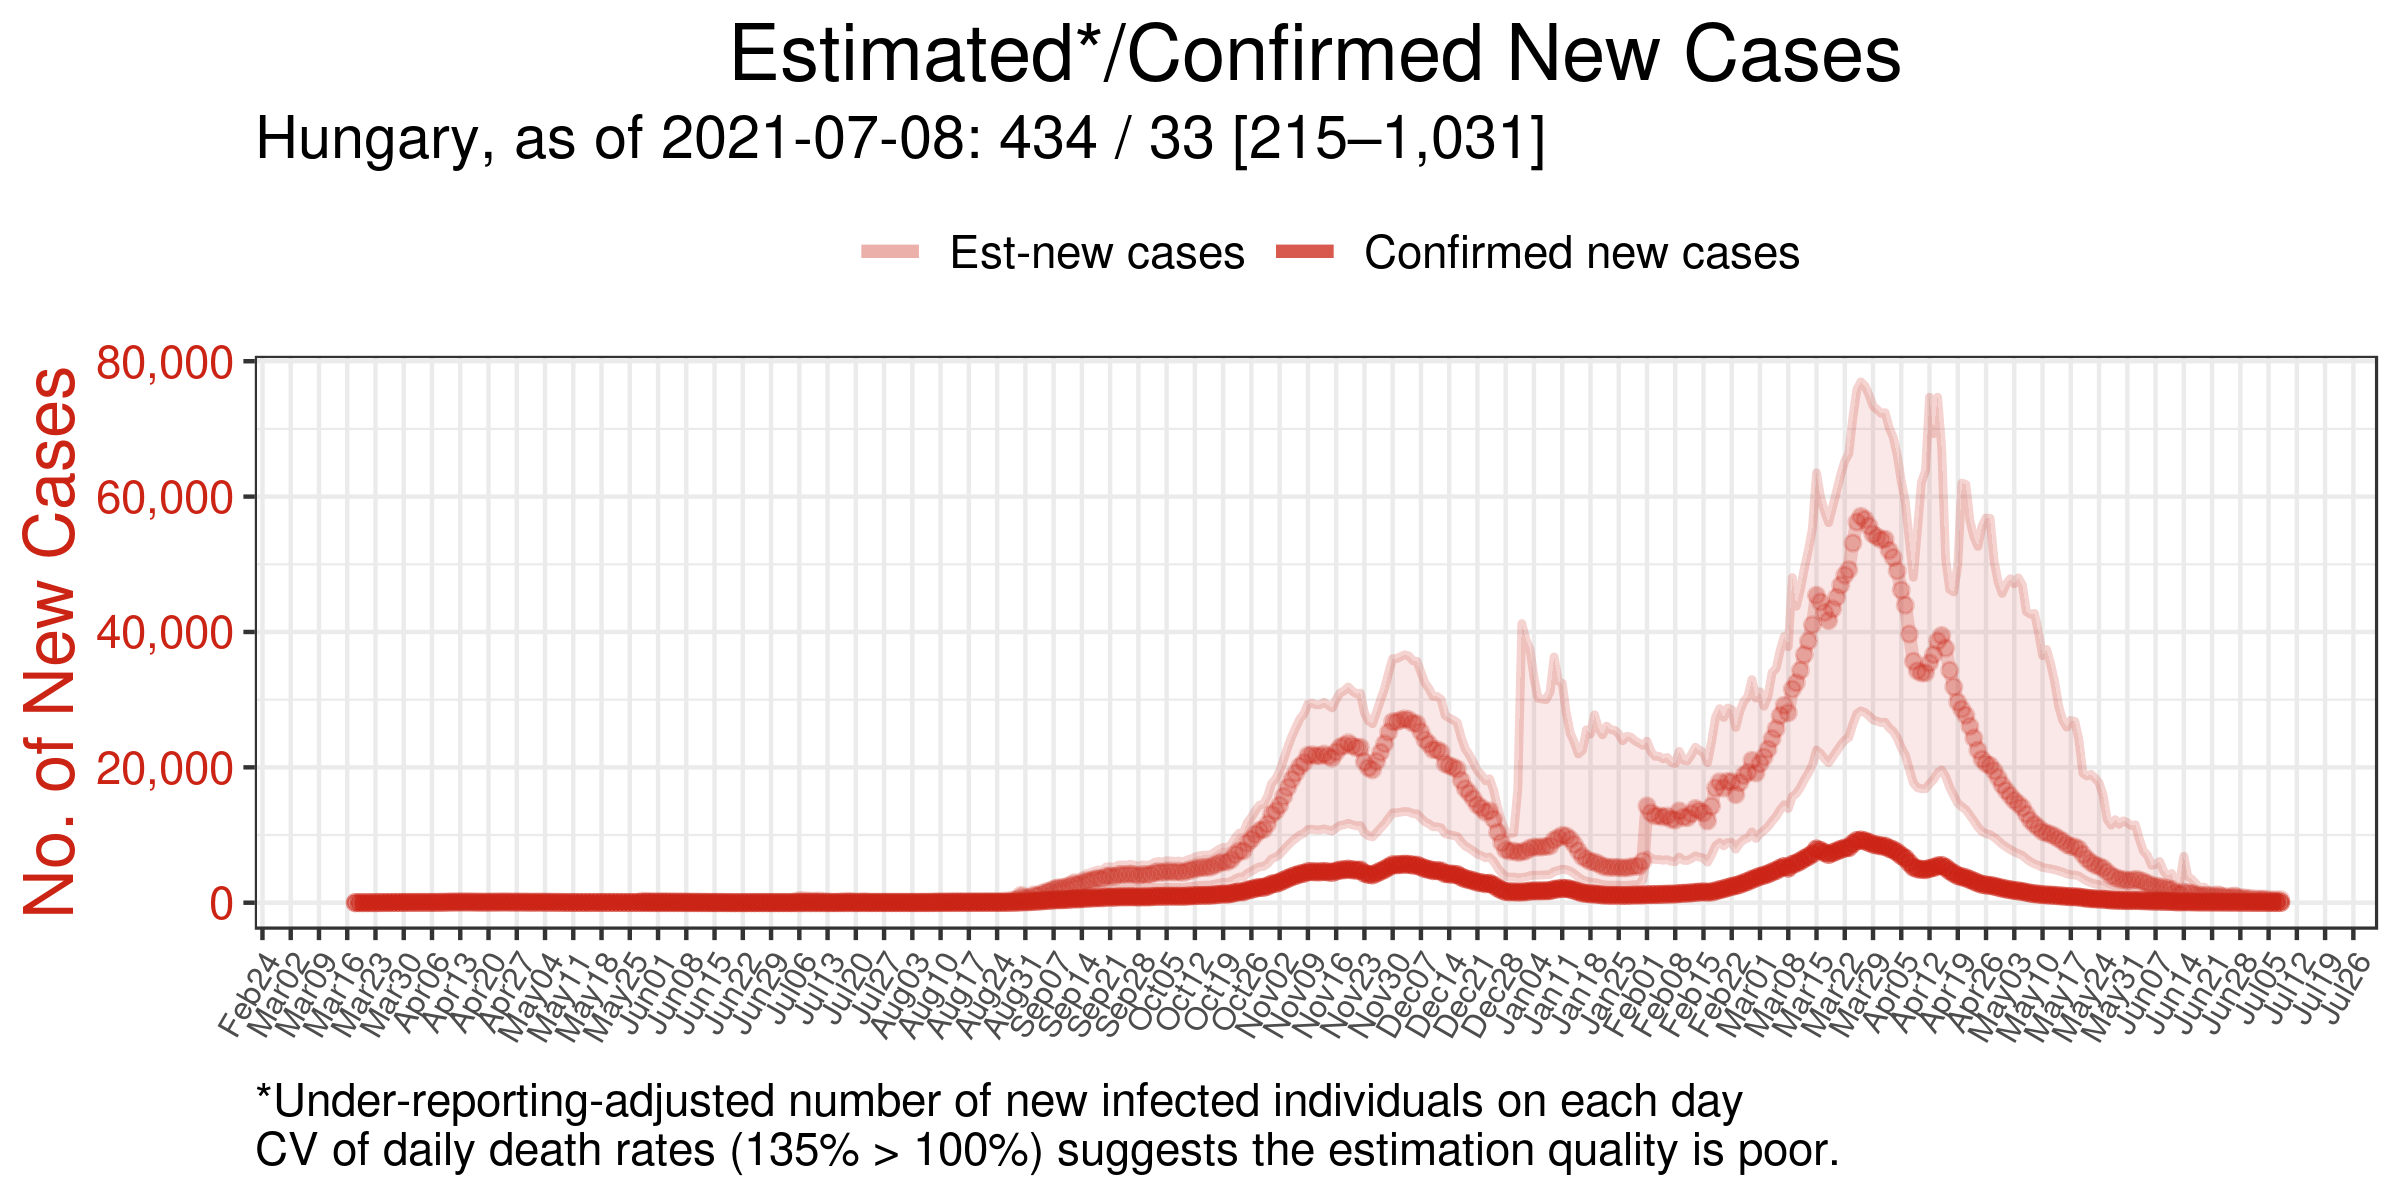 Estimated*/Confirmed New Cases
Hungary, as of 2021-07-08: 434 / 33 [215–1,031]
Est-new cases Confirmed new cases
No. of New Cases
80,000
60,000
40,000
20,000
0
Feb24 Mar02 Mar09 Mar16 Mar23 Mar30 Apr06 Apr13 Apr20 Apr27 May04 May11 May18 May25 Jun01 Jun08 Jun15 Jun22 Jun29 Jul06 Jul13 Jul20 Jul27 Aug03 Aug10 Aug17 Aug24 Aug31 Sep07 Sep14 Sep21 Sep28 Oct05 Oct12 Oct19 Oct26 Nov02 Nov09 Nov16 Nov23 Nov30 Dec07 Dec14 Dec21 Dec28 Jan04 Jan11 Jan18 Jan25 Feb01 Feb08 Feb15 Feb22 Mar01 Mar08 Mar15 Mar22 Mar29 Apr05 Apr12 Apr19 Apr26 May03 May10 May17 May24 May31 Jun07 Jun14 Jun21 Jun28 Jul05 Jul12 Jul19 Jul26
*Under-reporting-adjusted number of new infected individuals on each day
CV of daily death rates (135% > 100%) suggests the estimation quality is poor.